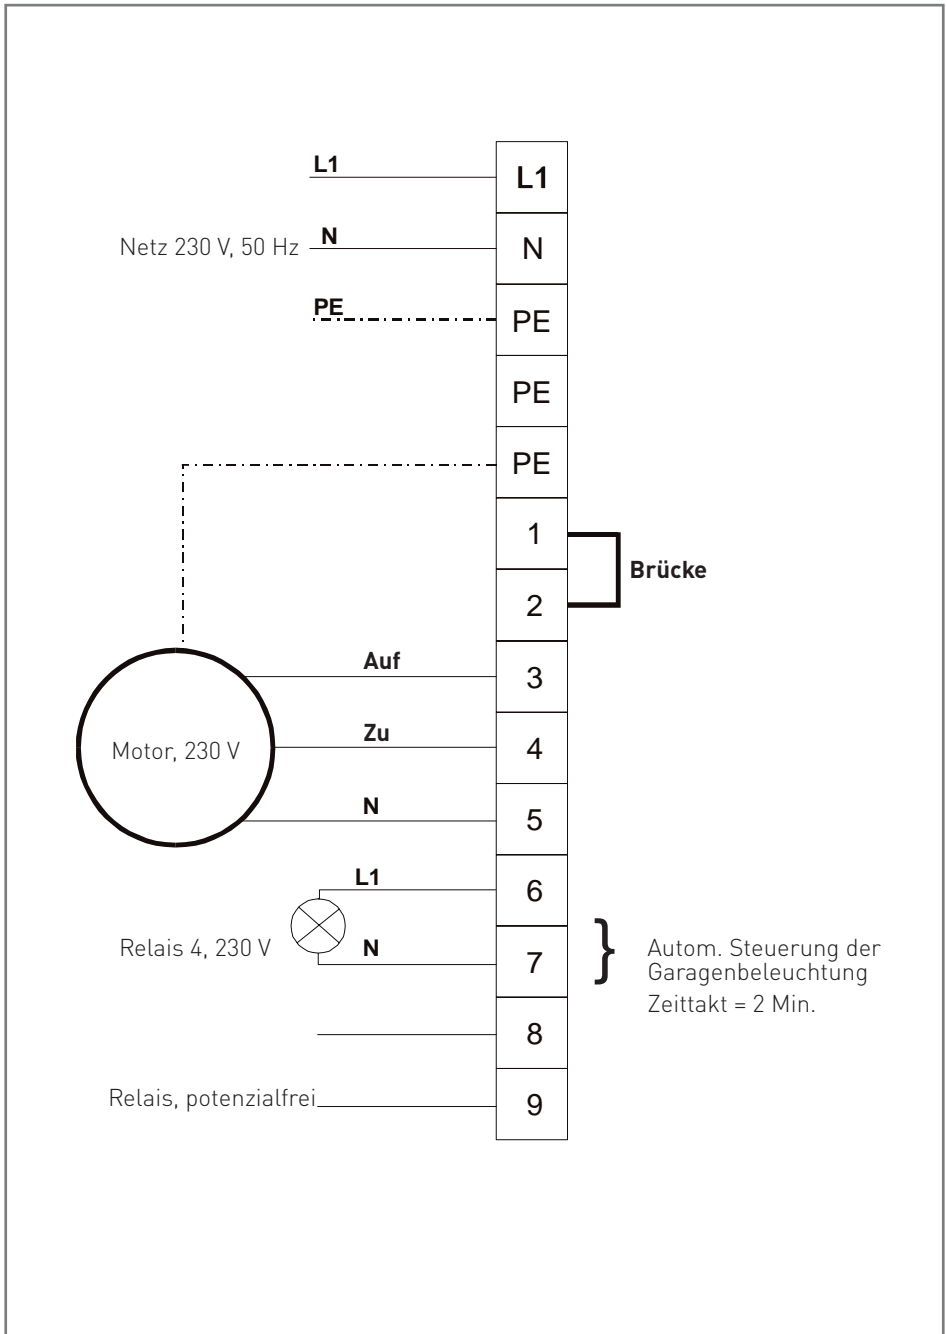 L1
L1
Netz 230 V, 50 Hz
N
N
PE
PE
PE
PE
1
Brücke
2
Auf
3
Motor, 230 V
Zu
4
N
5
L1
6
Relais 4, 230 V
N
7
}
Autom. Steuerung der
Garagenbeleuchtung
Zeittakt = 2 Min.
8
Relais, potenzialfrei
9